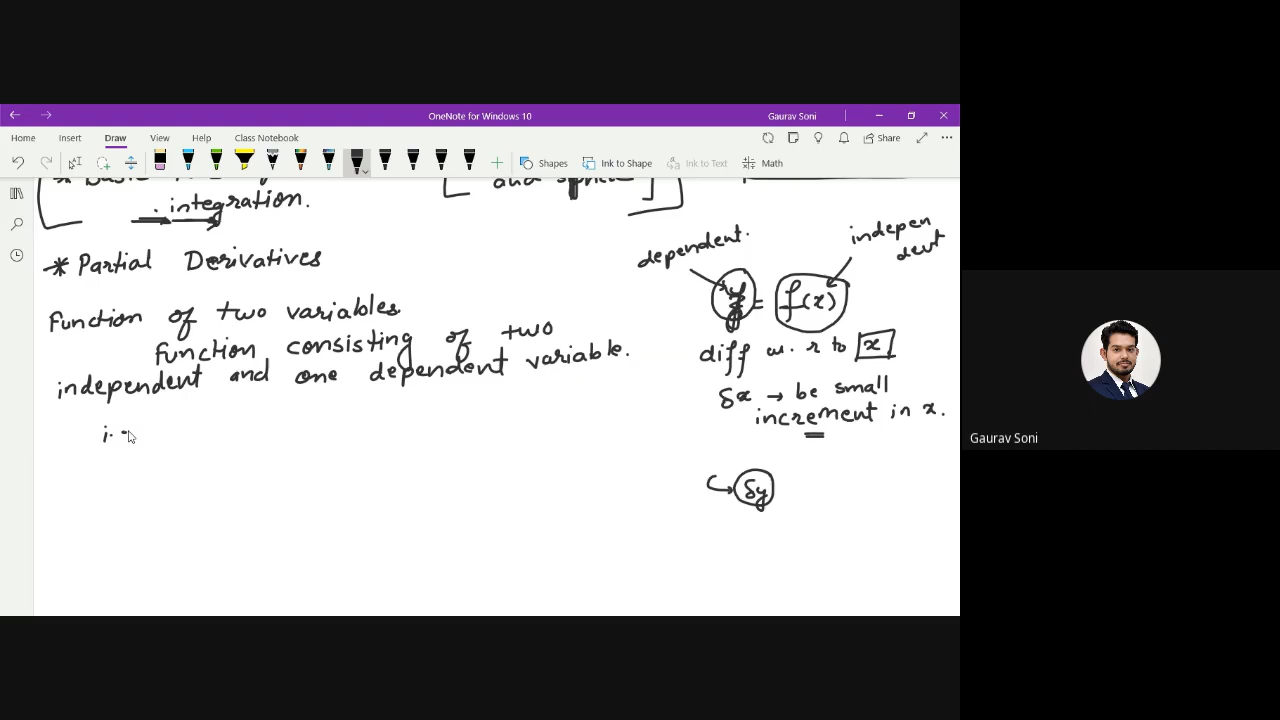 OneNote for Windows 10
Gaurav Soni
Home Insert Draw View Help Class Notebook
Share
Shapes Ink to Shape Ink to Text Math
integration.
and
* Partial Derivatives
Function of two variables
Function consisting of two
independent and one dependent variable.
i.
dependent.
indepen
dent
y = f(x)
diff w.r to x
δx → be small
increment in x.
↪ δy
Gaurav Soni